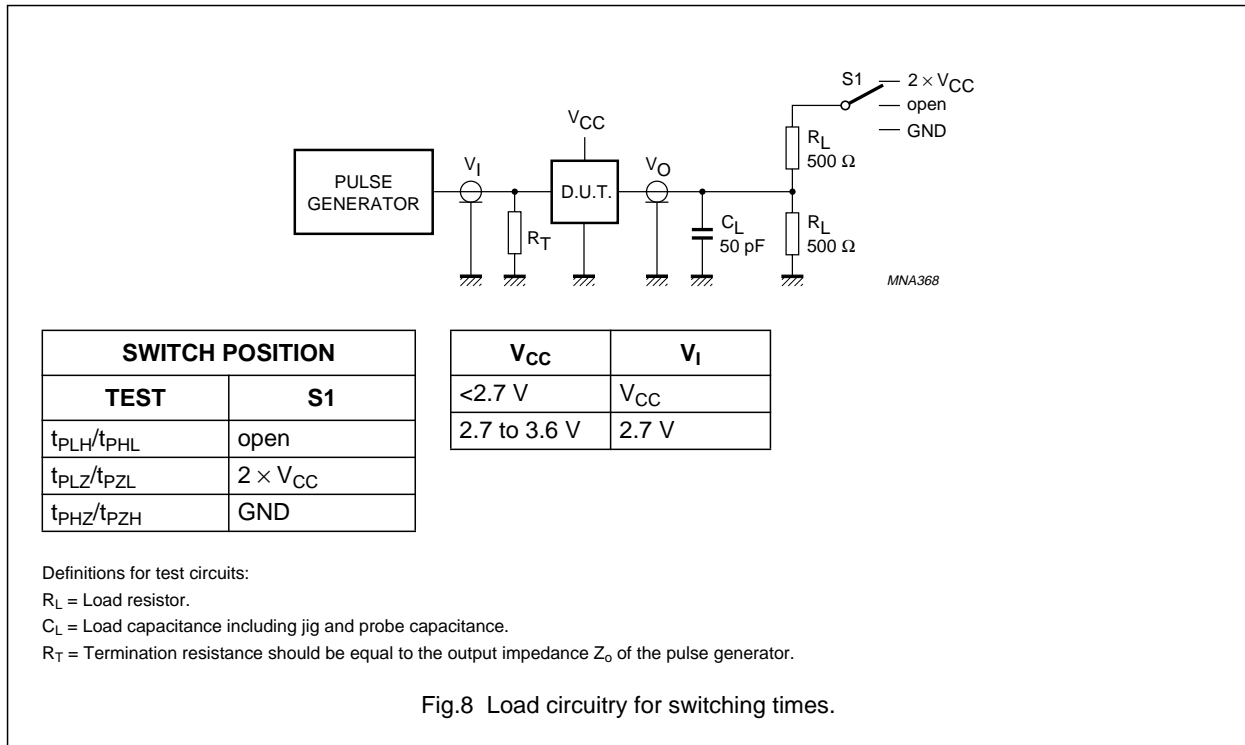 S1
2 × VCC
open
GND
VCC
RL
500 Ω
PULSE
GENERATOR
VI
D.U.T.
VO
RT
CL
50 pF
RL
500 Ω
MNA368
SWITCH POSITION
TEST S1
tPLH/tPHL open
tPLZ/tPZL 2 × VCC
tPHZ/tPZH GND
VCC VI
<2.7 V VCC
2.7 to 3.6 V 2.7 V
Definitions for test circuits:
RL = Load resistor.
CL = Load capacitance including jig and probe capacitance.
RT = Termination resistance should be equal to the output impedance Zo of the pulse generator.
Fig.8 Load circuitry for switching times.